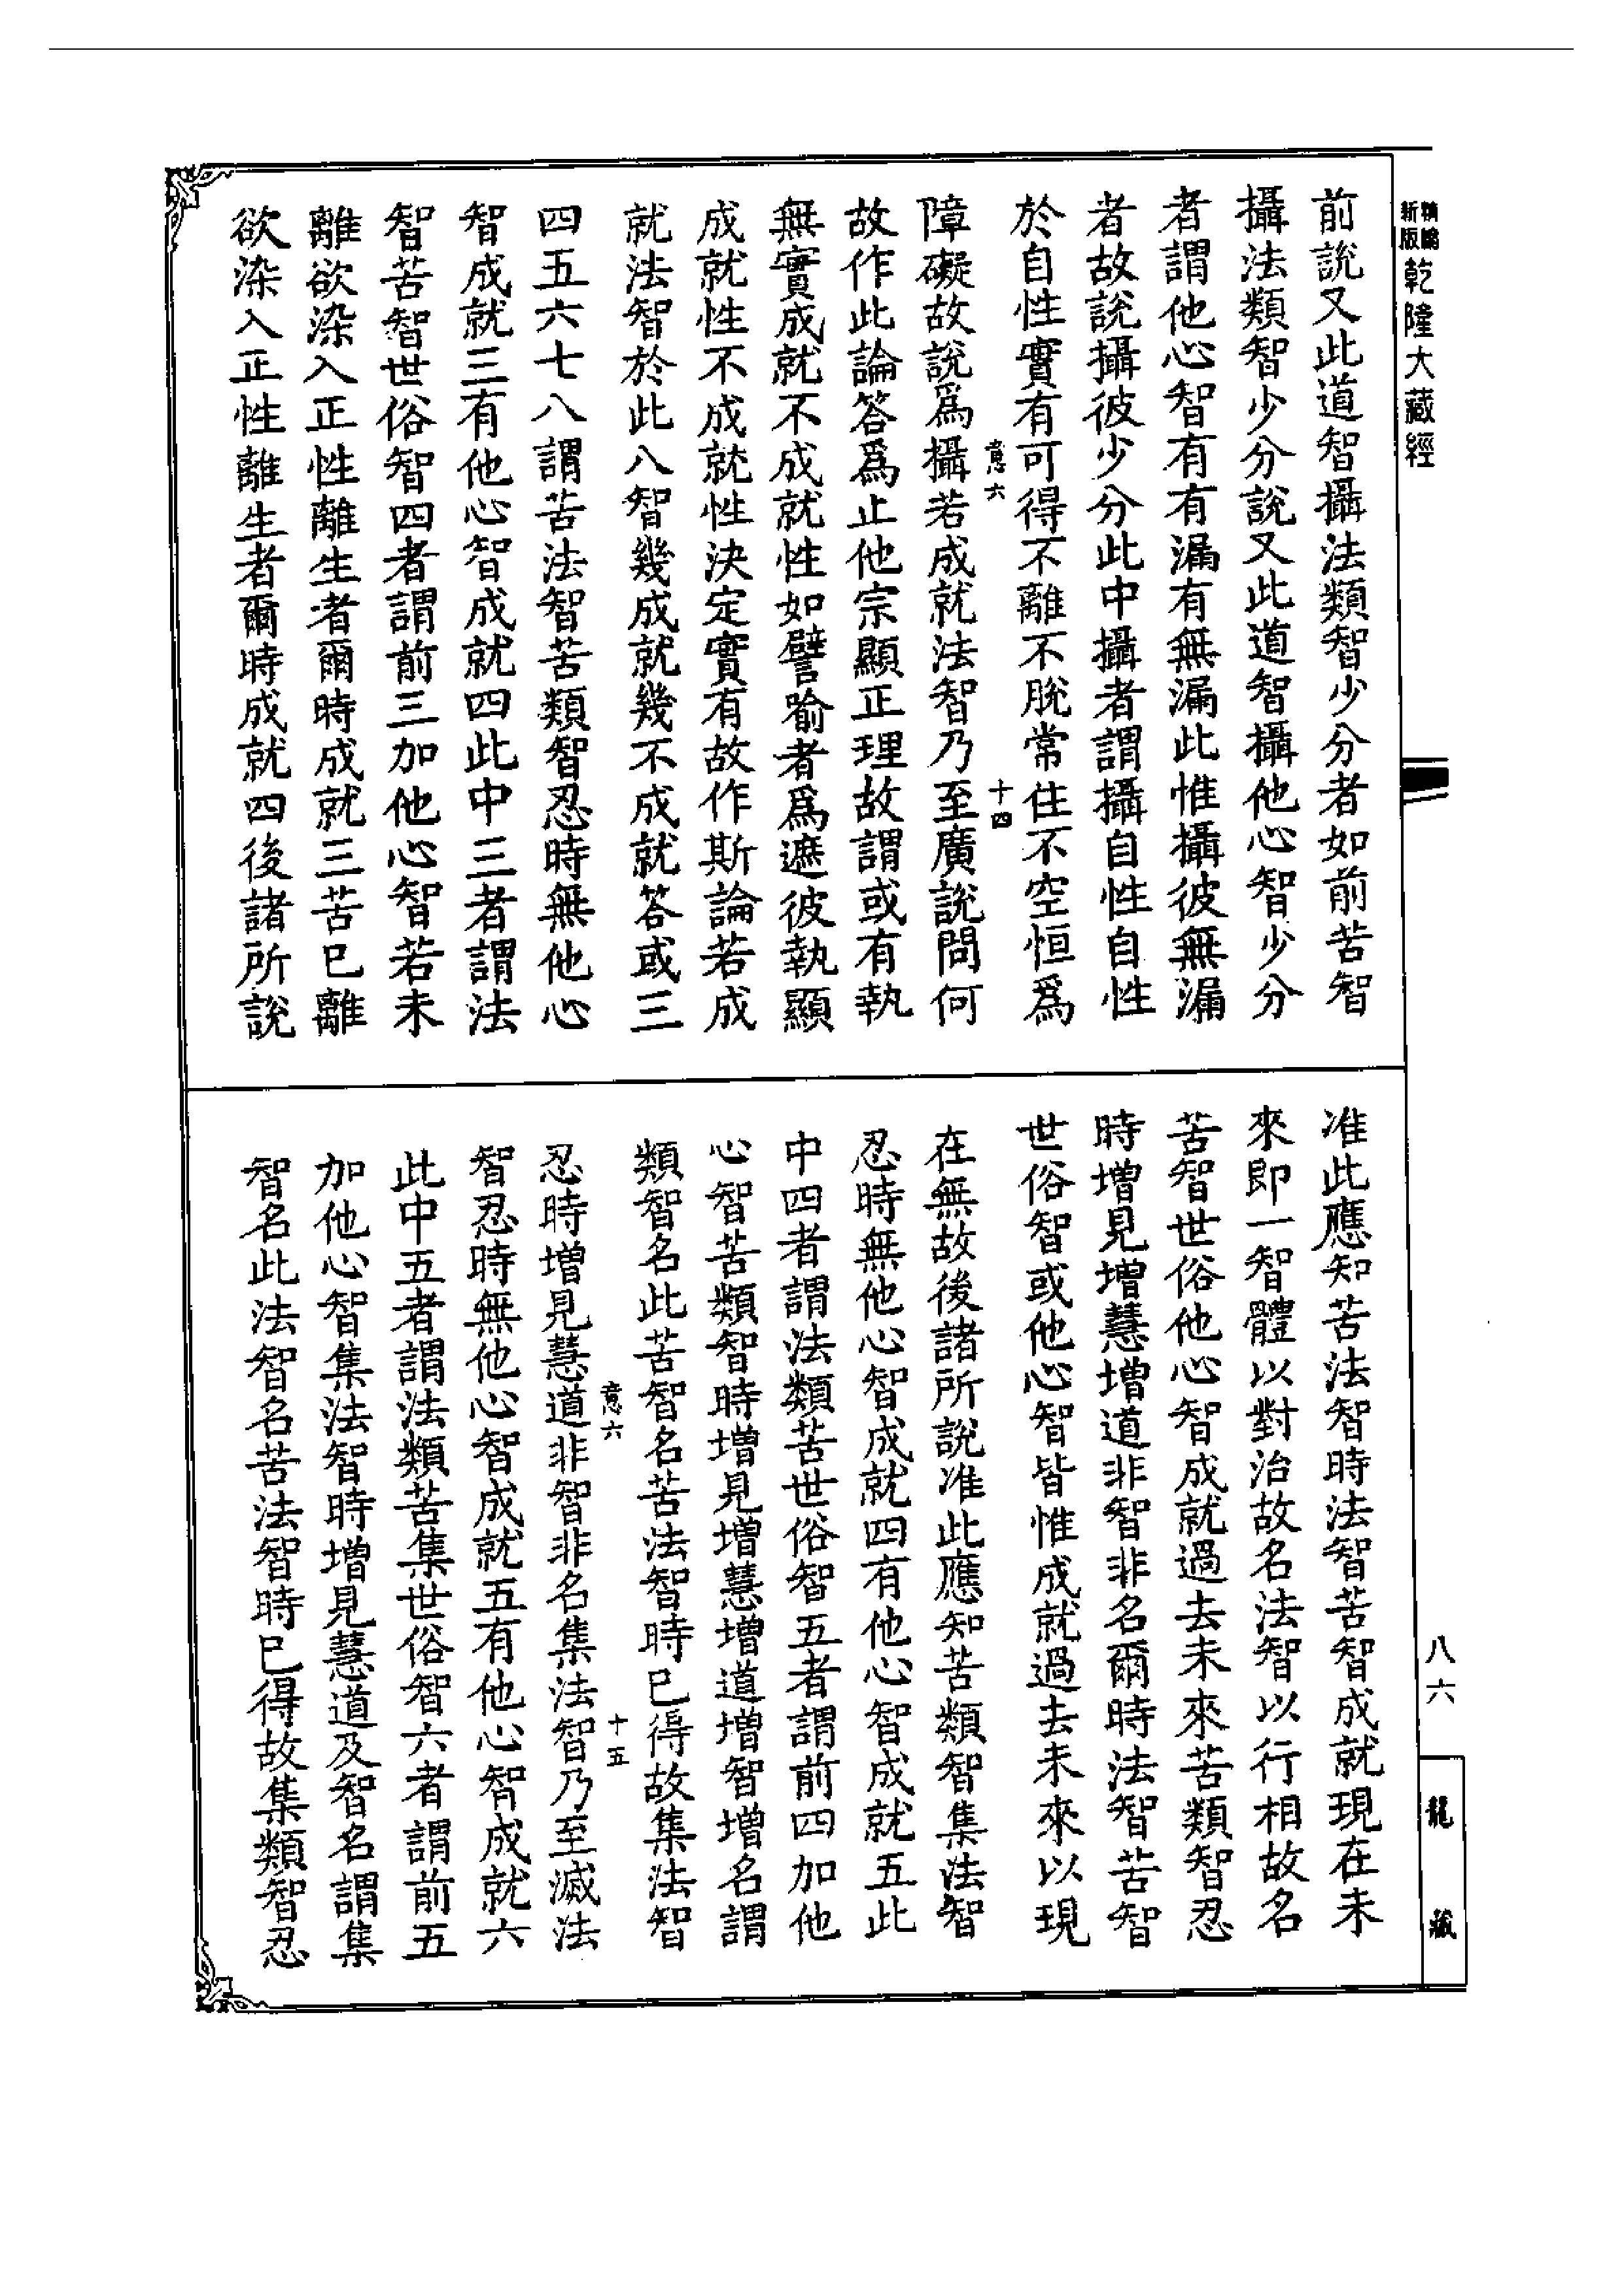 新版精縮乾隆大藏經
前說又此道智攝法類智少分者如前苦智
攝法類智少分說又此道智攝他心智少分
者謂他心智有有漏有無漏此惟攝彼無漏
者故說攝彼少分此中攝者謂攝自性自性
於自性實有可得不離不脫常住不空恒爲
意六 十四
障礙故說爲攝若成就法智乃至廣說問何
故作此論答爲止他宗顯正理故謂或有執
無實成就不成就性如譬喻者爲遮彼執顯
成就性不成就性決定實有故作斯論若成
就法智於此八智幾成就幾不成就答或三
四五六七八謂苦法智苦類智忍時無他心
智成就三有他心智成就四此中三者謂法
智苦智世俗智四者謂前三加他心智若未
離欲染入正性離生者爾時成就三苦已離
欲染入正性離生者爾時成就四後諸所說
准此應知苦法智時法智苦智成就現在未
來即一智體以對治故名法智以行相故名
苦智世俗他心智成就過去未來苦類智忍
時增見增慧增道非智非名爾時法智苦智
世俗智或他心智皆惟成就過去未來以現
在無故後諸所說准此應知苦類智集法智
忍時無他心智成就四有他心智成就五此
中四者謂法類苦世俗智五者謂前四加他
心智苦類智時增見增慧增道增智增名謂
類智名此苦智名苦法智時已得故集法智
意六 十五
忍時增見慧道非智非名集法智乃至滅法
智忍時無他心智成就五有他心智成就六
此中五者謂法類苦集世俗智六者謂前五
加他心智集法智時增見慧道及智名謂集
智名此法智名苦法智時已得故集類智忍
八六
龍藏